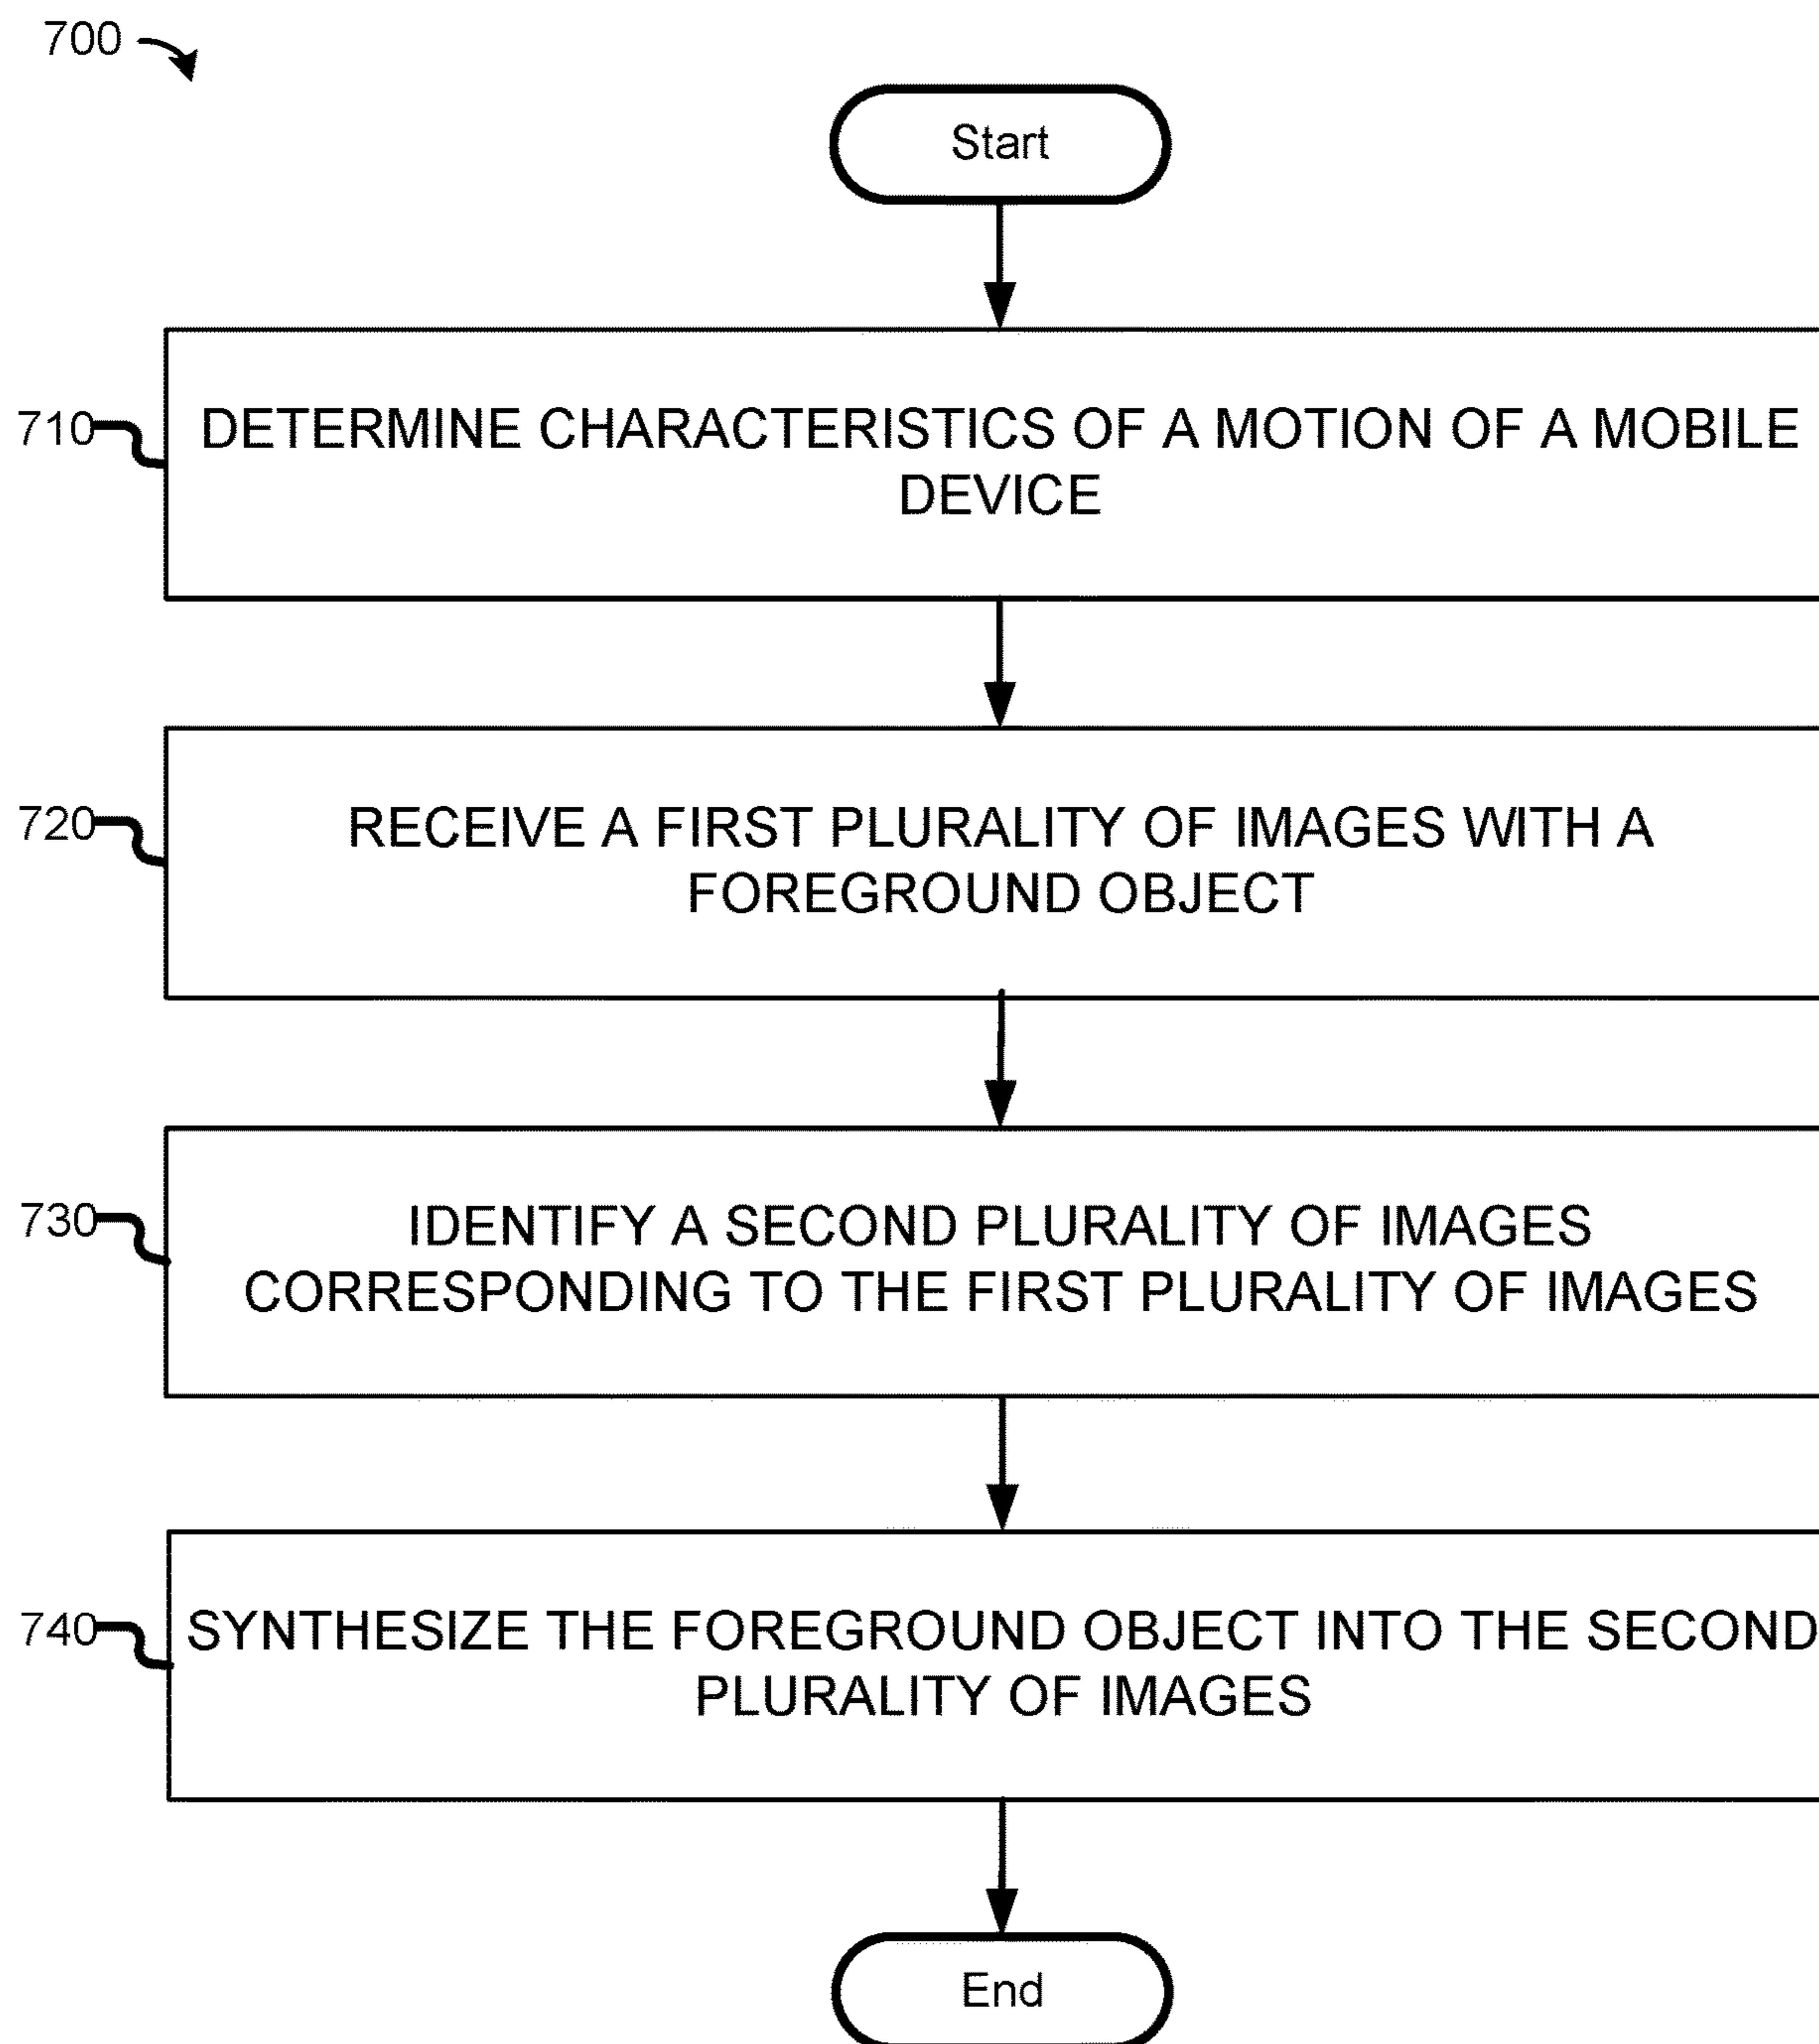 700
Start
710
DETERMINE CHARACTERISTICS OF A MOTION OF A MOBILE
DEVICE
720
RECEIVE A FIRST PLURALITY OF IMAGES WITH A
FOREGROUND OBJECT
730
IDENTIFY A SECOND PLURALITY OF IMAGES
CORRESPONDING TO THE FIRST PLURALITY OF IMAGES
740
SYNTHESIZE THE FOREGROUND OBJECT INTO THE SECOND
PLURALITY OF IMAGES
End